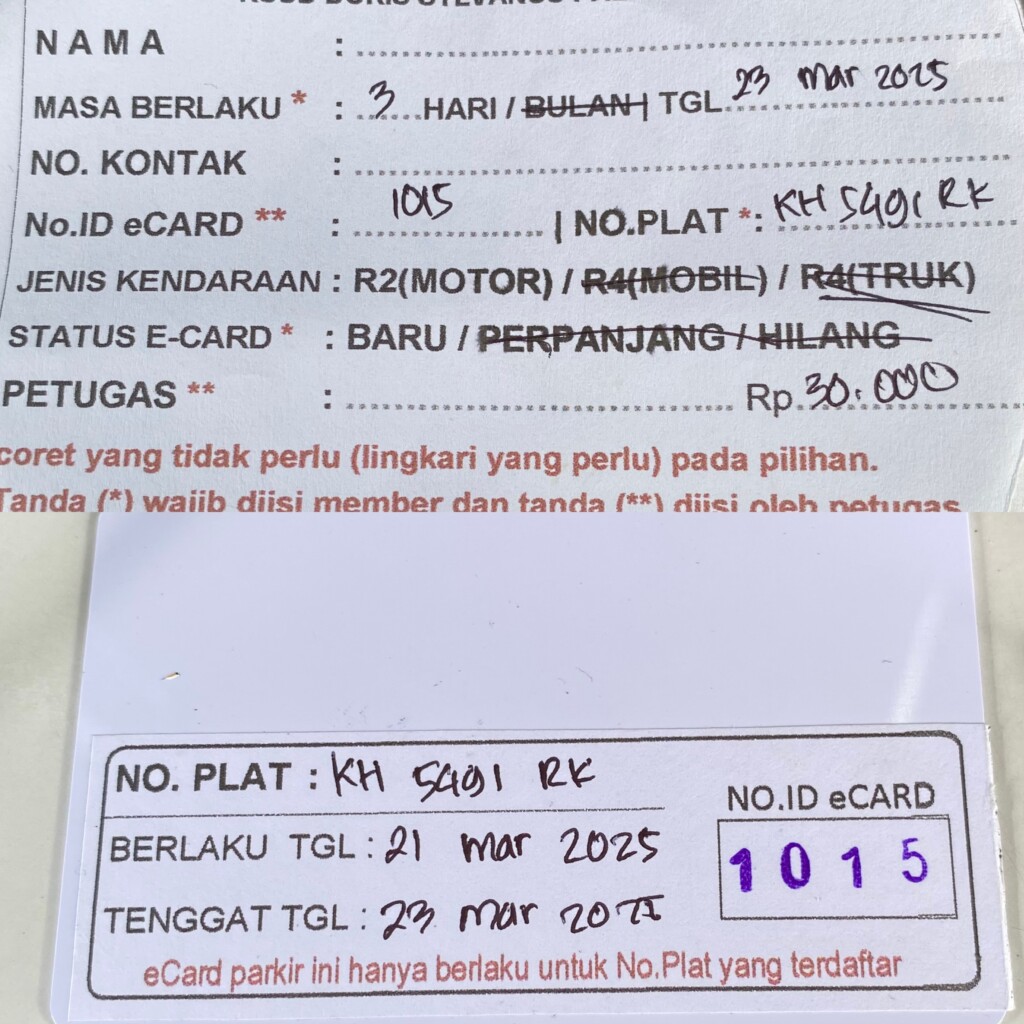 N A M A :
MASA BERLAKU * : 3 HARI / BULAN | TGL 23 Mar 2025
NO. KONTAK :
No.ID eCARD ** : 1015 | NO.PLAT *: KH 5491 RK
JENIS KENDARAAN : R2(MOTOR) / R4(MOBIL) / R4(TRUK)
STATUS E-CARD * : BARU / PERPANJANG / HILANG
PETUGAS ** : Rp 30.000
coret yang tidak perlu (lingkari yang perlu) pada pilihan.
Tanda (*) wajib diisi member dan tanda (**) diisi oleh petugas
NO. PLAT : KH 5491 RK
NO.ID eCARD
BERLAKU TGL : 21 Mar 2025
1015
TENGGAT TGL : 23 Mar 2025
eCard parkir ini hanya berlaku untuk No.Plat yang terdaftar